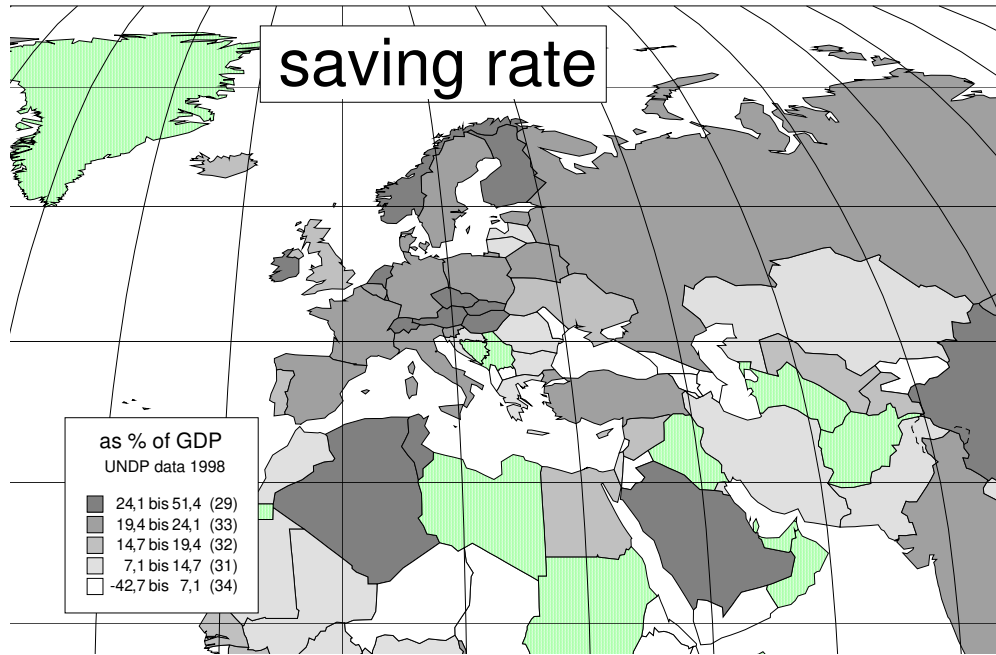 saving rate
as % of GDP
UNDP data 1998
24,1 bis 51,4 (29)
19,4 bis 24,1 (33)
14,7 bis 19,4 (32)
7,1 bis 14,7 (31)
-42,7 bis 7,1 (34)